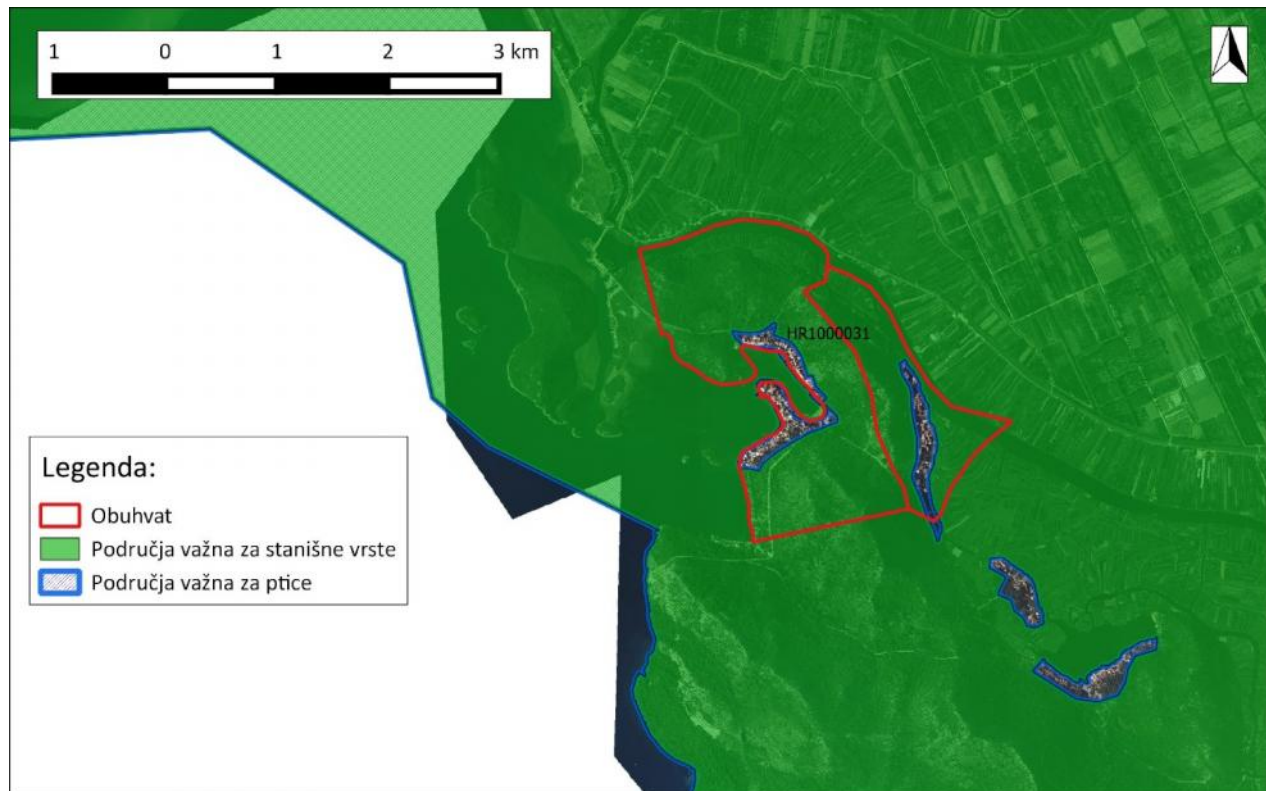 1 0 1 2 3 km
HR1000031
Legenda:
Obuhvat
Područja važna za stanišne vrste
Područja važna za ptice